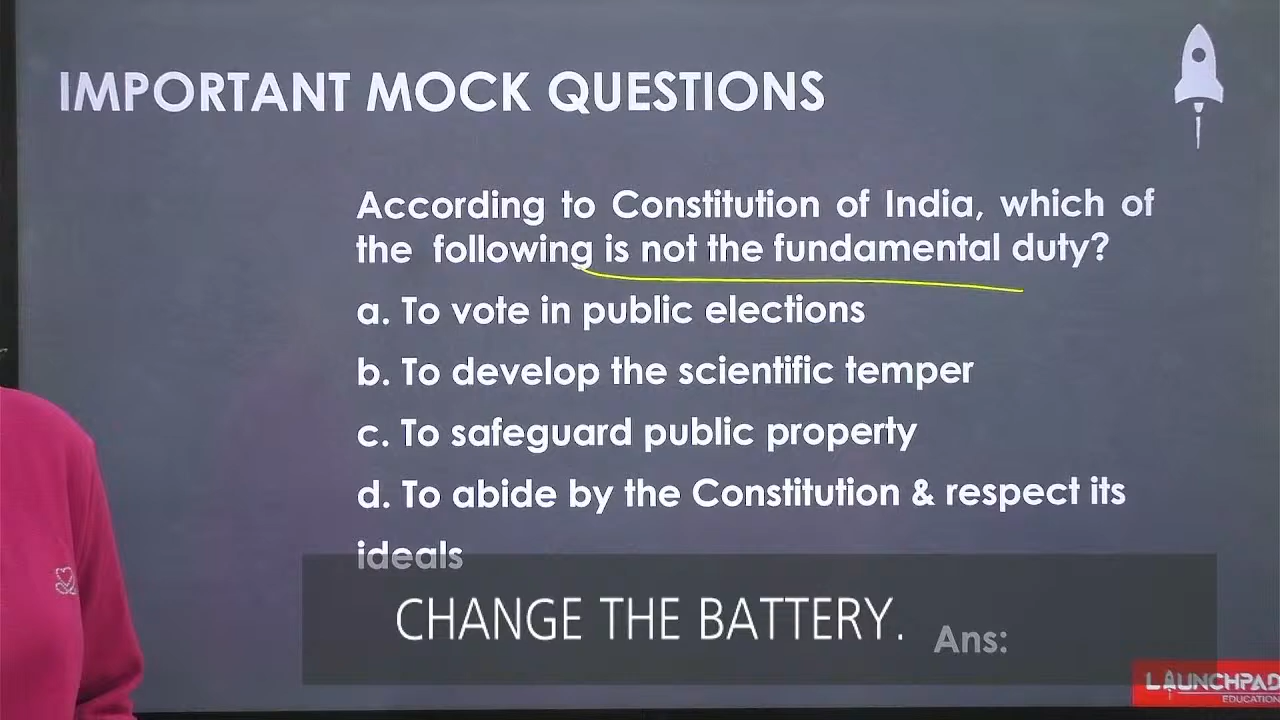 IMPORTANT MOCK QUESTIONS
According to Constitution of India, which of
the following is not the fundamental duty?
a. To vote in public elections
b. To develop the scientific temper
c. To safeguard public property
d. To abide by the Constitution & respect its
ideals
CHANGE THE BATTERY.
Ans:
LAUNCHPAD
EDUCATION